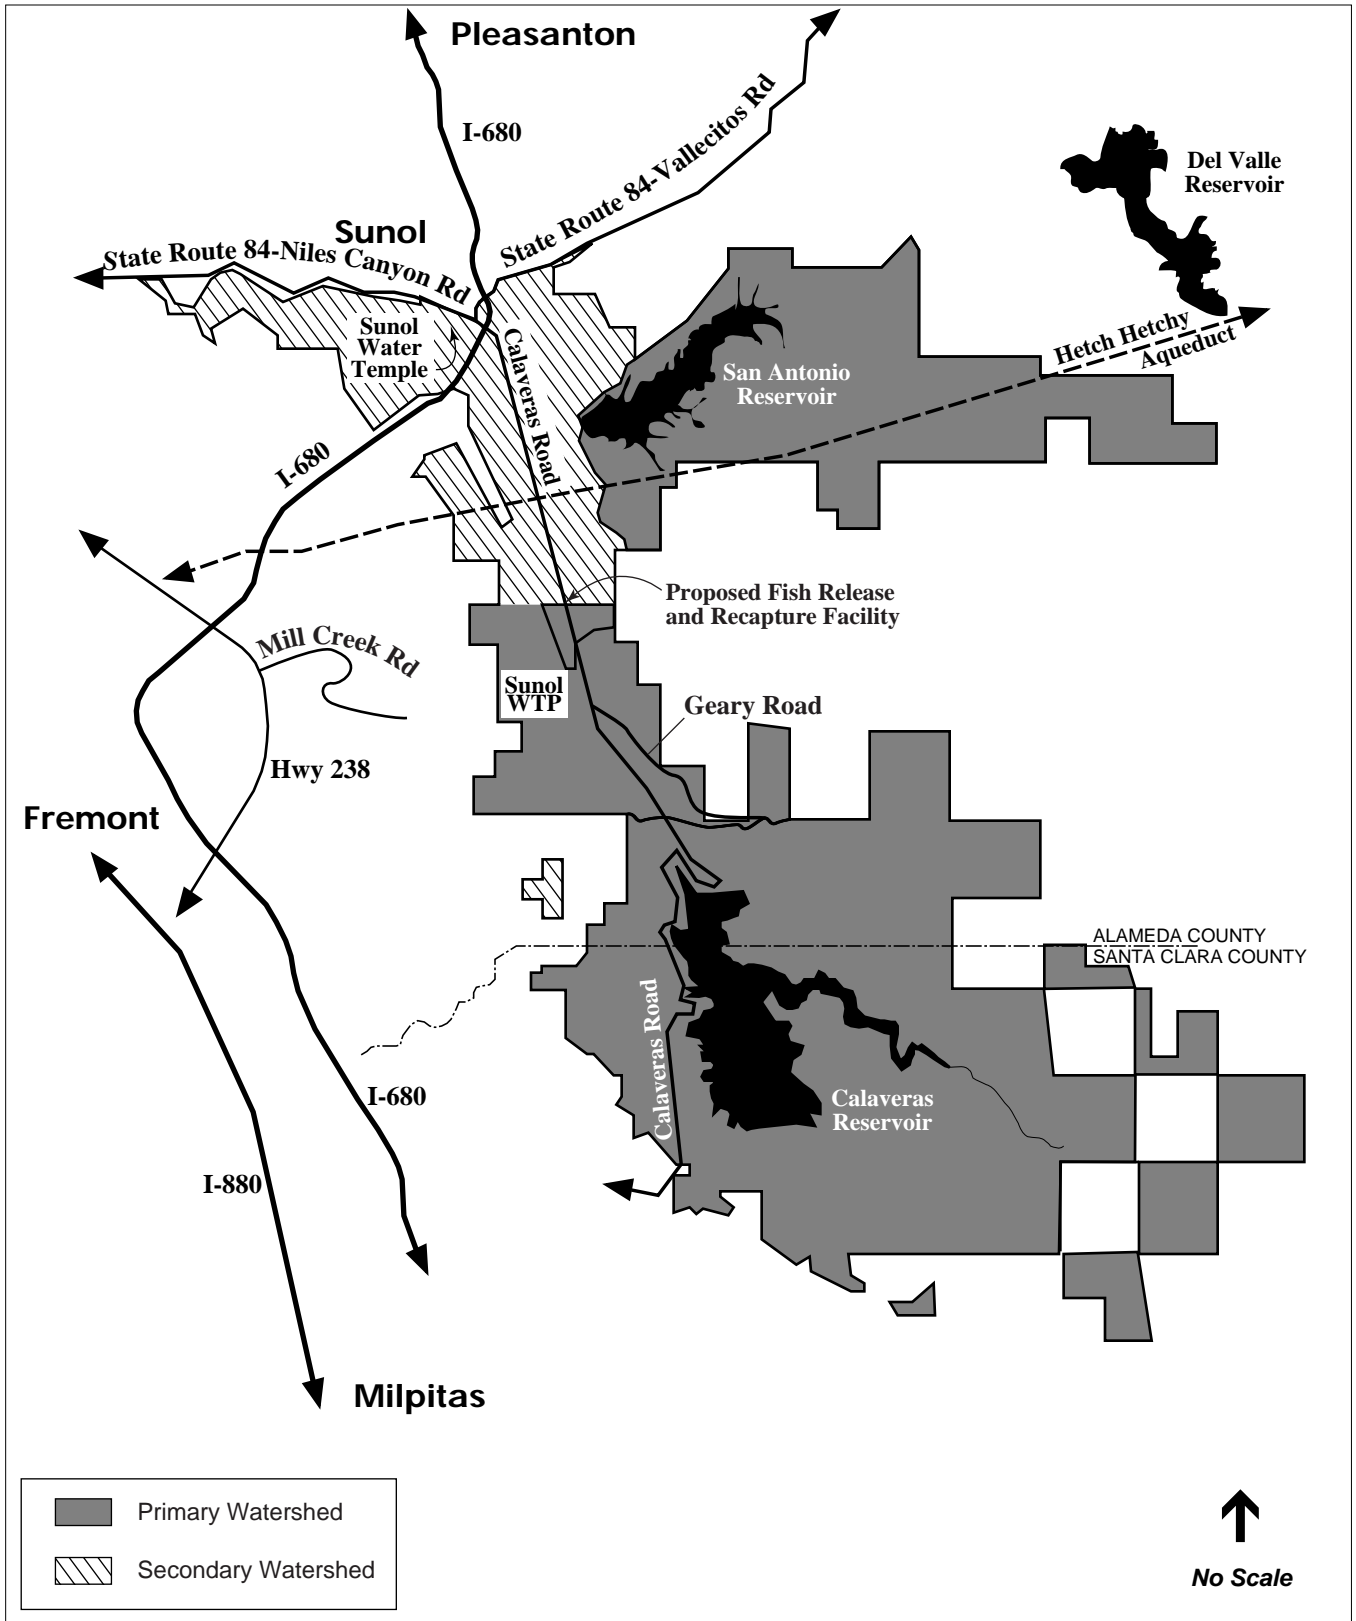 Pleasanton
I-680
State Route 84-Vallecitos Rd
Del Valle
Reservoir
Sunol
State Route 84-Niles Canyon Rd
Sunol
Water
Temple
Calaveras Road
San Antonio
Reservoir
Hetch Hetchy
Aqueduct
I-680
Proposed Fish Release
and Recapture Facility
Mill Creek Rd
Sunol
WTP
Geary Road
Hwy 238
Fremont
ALAMEDA COUNTY
SANTA CLARA COUNTY
Calaveras Road
I-680
Calaveras
Reservoir
I-880
Milpitas
Primary Watershed
Secondary Watershed
No Scale